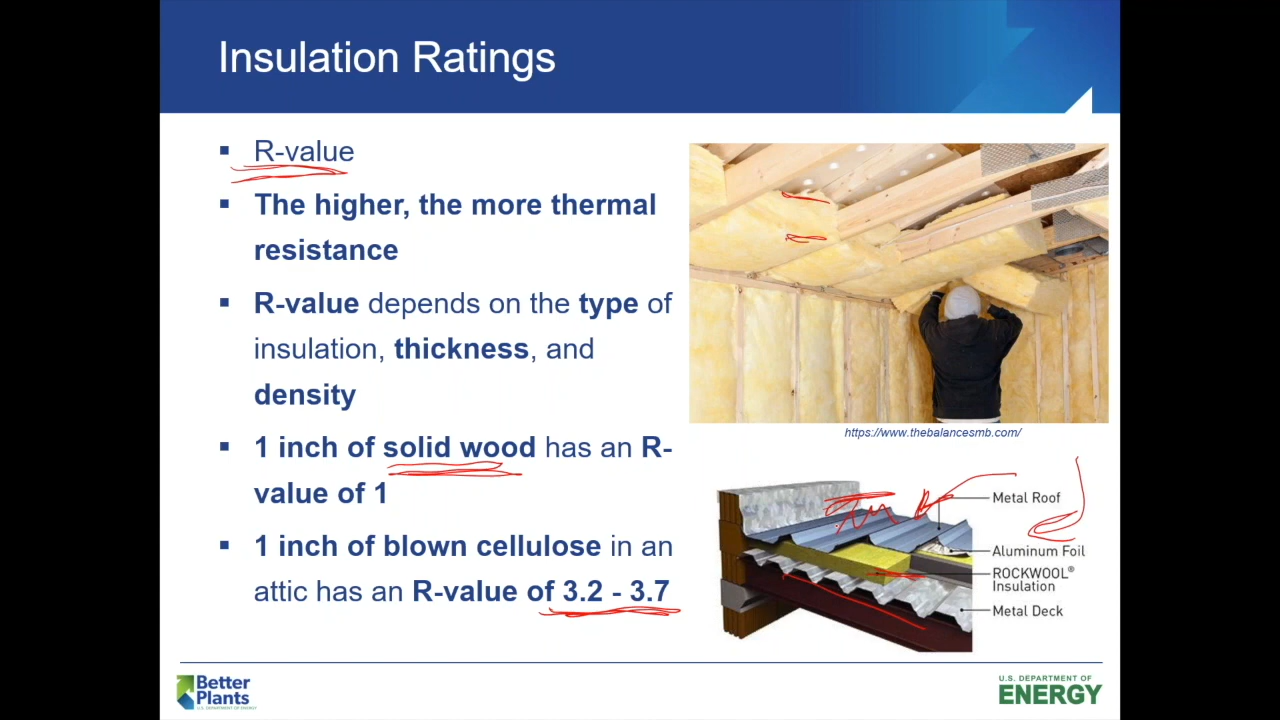 Insulation Ratings
R-value
The higher, the more thermal
resistance
R-value depends on the type of
insulation, thickness, and
density
1 inch of solid wood has an R-
value of 1
1 inch of blown cellulose in an
attic has an R-value of 3.2 - 3.7
https://www.thebalancesmb.com/
Metal Roof
Aluminum Foil
ROCKWOOL®
Insulation
Metal Deck
Better
Plants
U.S. DEPARTMENT OF ENERGY
U.S. DEPARTMENT OF
ENERGY